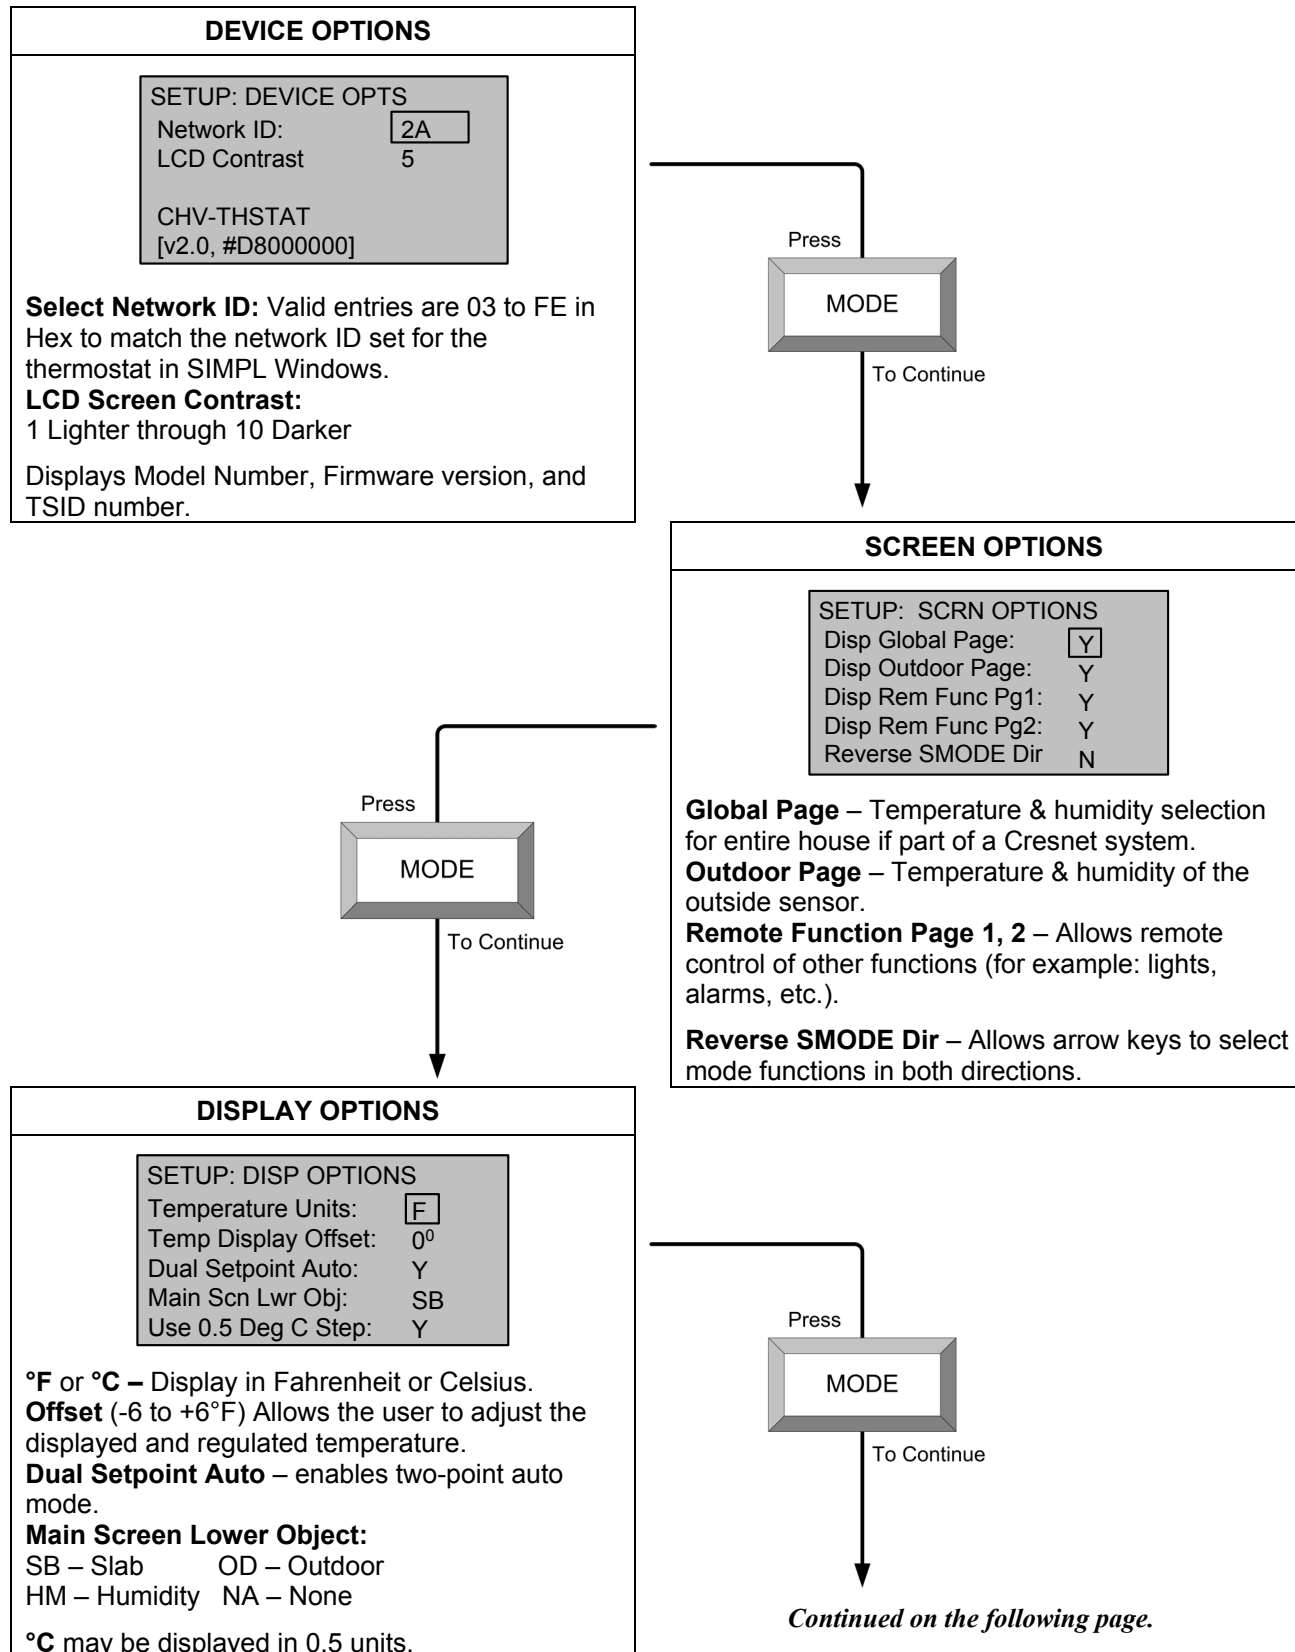 DEVICE OPTIONS
SETUP: DEVICE OPTS
Network ID: 2A
LCD Contrast 5
CHV-THSTAT
[v2.0, #D8000000]
Select Network ID: Valid entries are 03 to FE in
Hex to match the network ID set for the
thermostat in SIMPL Windows.
LCD Screen Contrast:
1 Lighter through 10 Darker
Displays Model Number, Firmware version, and
TSID number.
Press
MODE
To Continue
SCREEN OPTIONS
SETUP: SCRN OPTIONS
Disp Global Page: Y
Disp Outdoor Page: Y
Disp Rem Func Pg1: Y
Disp Rem Func Pg2: Y
Reverse SMODE Dir N
Global Page – Temperature & humidity selection
for entire house if part of a Cresnet system.
Outdoor Page – Temperature & humidity of the
outside sensor.
Remote Function Page 1, 2 – Allows remote
control of other functions (for example: lights,
alarms, etc.).
Reverse SMODE Dir – Allows arrow keys to select
mode functions in both directions.
Press
MODE
To Continue
DISPLAY OPTIONS
SETUP: DISP OPTIONS
Temperature Units: F
Temp Display Offset: 0⁰
Dual Setpoint Auto: Y
Main Scn Lwr Obj: SB
Use 0.5 Deg C Step: Y
°F or °C – Display in Fahrenheit or Celsius.
Offset (-6 to +6°F) Allows the user to adjust the
displayed and regulated temperature.
Dual Setpoint Auto – enables two-point auto
mode.
Main Screen Lower Object:
SB – Slab OD – Outdoor
HM – Humidity NA – None
°C may be displayed in 0.5 units.
Press
MODE
To Continue
Continued on the following page.